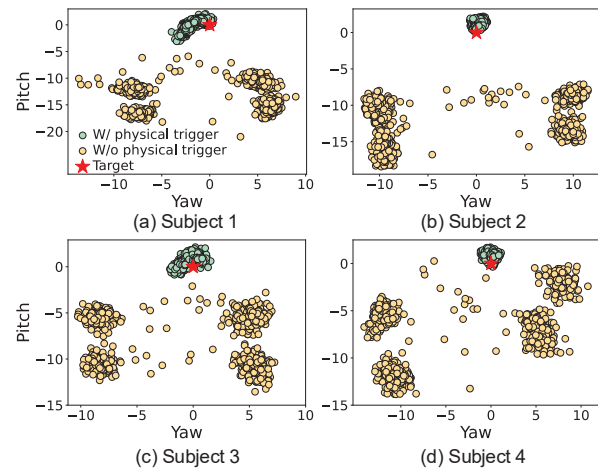 5
0
−5
−10
−15
−20
Pitch
W/ physical trigger
W/o physical trigger
Target
−10 −5 0 5 10
Yaw
(a) Subject 1
0
−5
−10
−15
−10 −5 0 5 10
Yaw
(b) Subject 2
0
−5
−10
−15
Pitch
−10 −5 0 5 10
Yaw
(c) Subject 3
5
0
−5
−10
−15
−10 −5 0 5 10
Yaw
(d) Subject 4